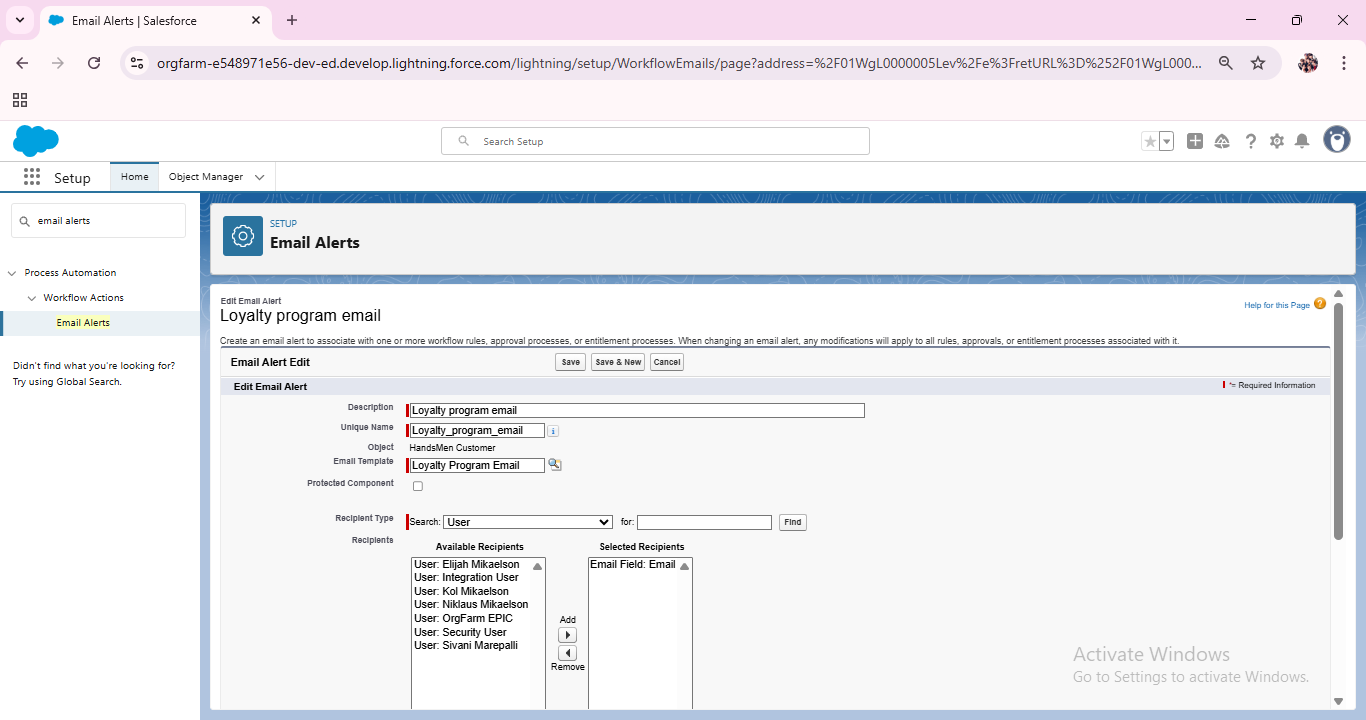 Email Alerts | Salesforce
orgfarm-e548971e56-dev-ed.develop.lightning.force.com/lightning/setup/WorkflowEmails/page?address=%2F01WgL0000005Lev%2Fe%3FretURL%3D%252F01WgL000...
Search Setup
Setup
Home
Object Manager
email alerts
Process Automation
Workflow Actions
Email Alerts
Didn't find what you're looking for?
Try using Global Search.
SETUP
Email Alerts
Edit Email Alert
Loyalty program email
Help for this Page
Create an email alert to associate with one or more workflow rules, approval processes, or entitlement processes. When changing an email alert, any modifications will apply to all rules, approvals, or entitlement processes associated with it.
Email Alert Edit
Save
Save & New
Cancel
Edit Email Alert
= Required Information
Description
Loyalty program email
Unique Name
Loyalty_program_email
i
Object
HandsMen Customer
Email Template
Loyalty Program Email
Protected Component
Recipient Type
Search: User
for:
Find
Recipients
Available Recipients
Selected Recipients
User: Elijah Mikaelson
User: Integration User
User: Kol Mikaelson
User: Niklaus Mikaelson
User: OrgFarm EPIC
User: Security User
User: Sivani Marepalli
Add
Remove
Email Field: Email
Activate Windows
Go to Settings to activate Windows.